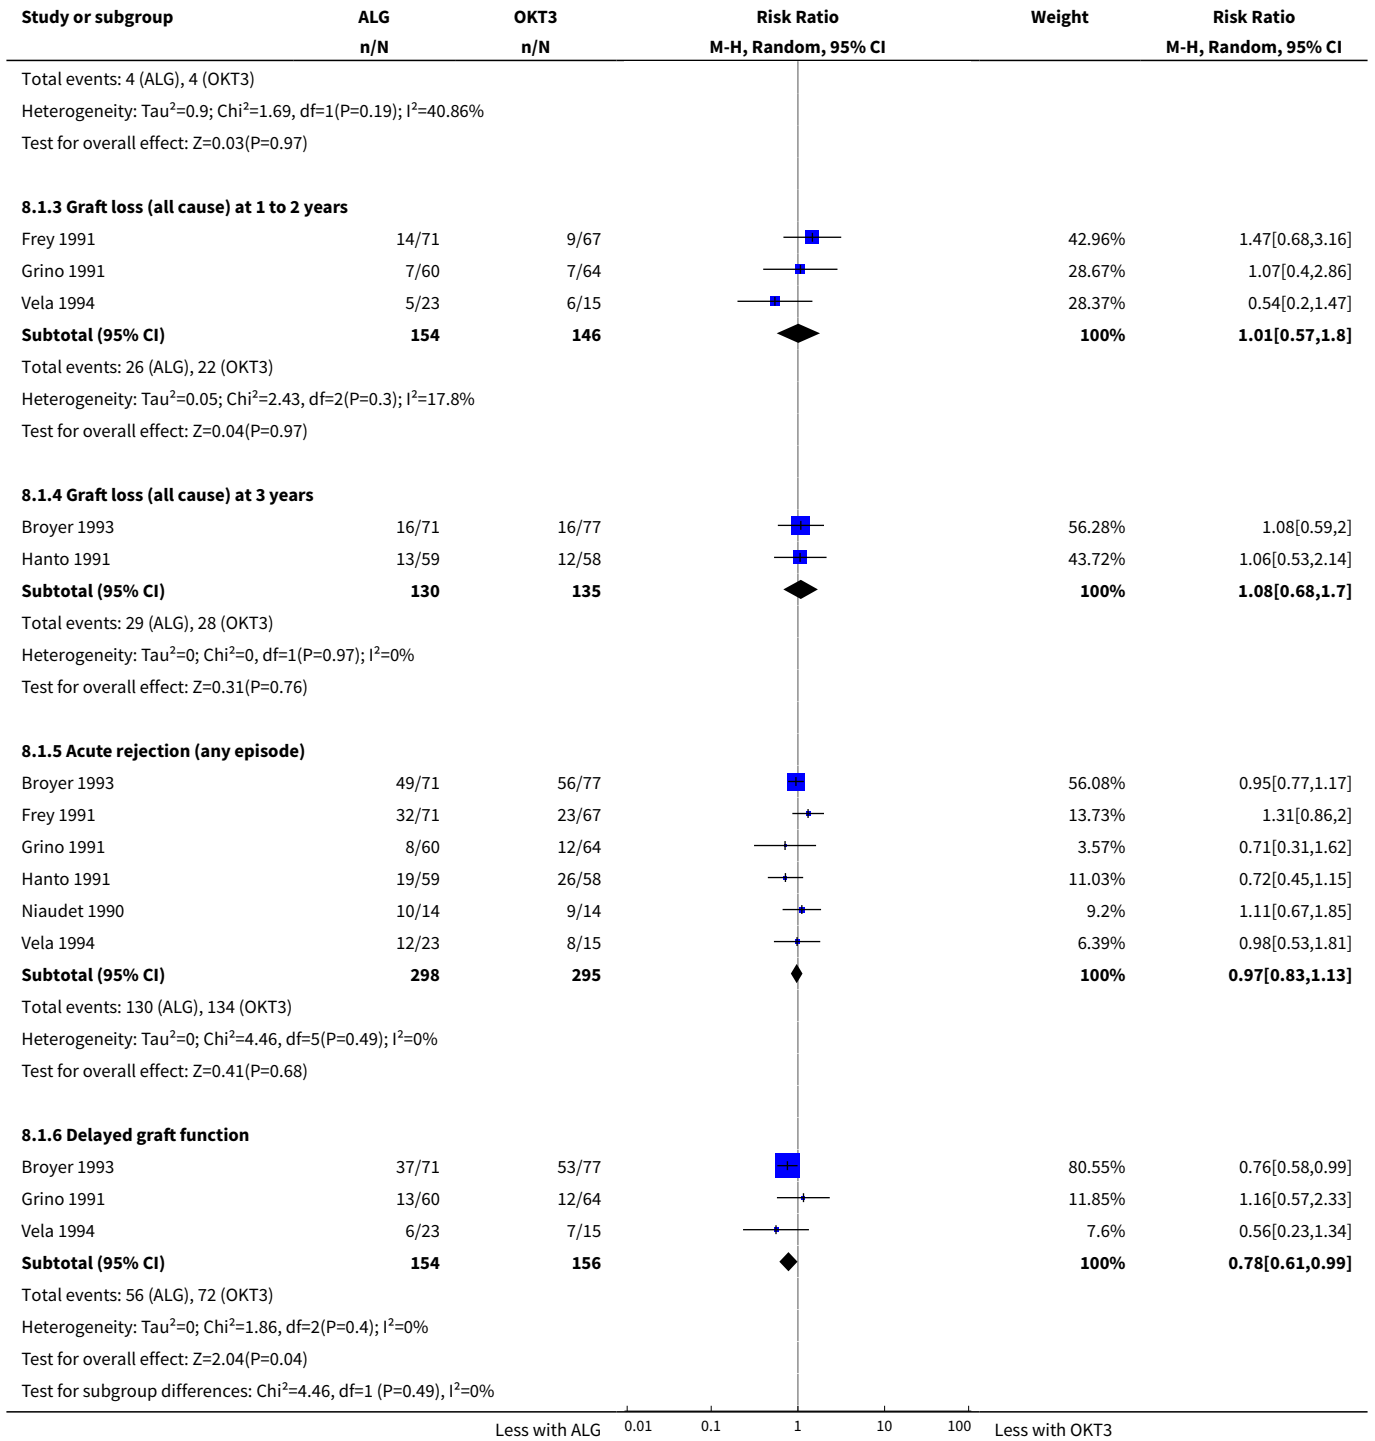 Study or subgroup ALG OKT3 Risk Ratio Weight Risk Ratio
n/N n/N M-H, Random, 95% CI M-H, Random, 95% CI
Total events: 4 (ALG), 4 (OKT3)
Heterogeneity: Tau²=0.9; Chi²=1.69, df=1(P=0.19); I²=40.86%
Test for overall effect: Z=0.03(P=0.97)
8.1.3 Graft loss (all cause) at 1 to 2 years
Frey 1991 14/71 9/67 42.96% 1.47[0.68,3.16]
Grino 1991 7/60 7/64 28.67% 1.07[0.4,2.86]
Vela 1994 5/23 6/15 28.37% 0.54[0.2,1.47]
Subtotal (95% CI) 154 146 100% 1.01[0.57,1.8]
Total events: 26 (ALG), 22 (OKT3)
Heterogeneity: Tau²=0.05; Chi²=2.43, df=2(P=0.3); I²=17.8%
Test for overall effect: Z=0.04(P=0.97)
8.1.4 Graft loss (all cause) at 3 years
Broyer 1993 16/71 16/77 56.28% 1.08[0.59,2]
Hanto 1991 13/59 12/58 43.72% 1.06[0.53,2.14]
Subtotal (95% CI) 130 135 100% 1.08[0.68,1.7]
Total events: 29 (ALG), 28 (OKT3)
Heterogeneity: Tau²=0; Chi²=0, df=1(P=0.97); I²=0%
Test for overall effect: Z=0.31(P=0.76)
8.1.5 Acute rejection (any episode)
Broyer 1993 49/71 56/77 56.08% 0.95[0.77,1.17]
Frey 1991 32/71 23/67 13.73% 1.31[0.86,2]
Grino 1991 8/60 12/64 3.57% 0.71[0.31,1.62]
Hanto 1991 19/59 26/58 11.03% 0.72[0.45,1.15]
Niaudet 1990 10/14 9/14 9.2% 1.11[0.67,1.85]
Vela 1994 12/23 8/15 6.39% 0.98[0.53,1.81]
Subtotal (95% CI) 298 295 100% 0.97[0.83,1.13]
Total events: 130 (ALG), 134 (OKT3)
Heterogeneity: Tau²=0; Chi²=4.46, df=5(P=0.49); I²=0%
Test for overall effect: Z=0.41(P=0.68)
8.1.6 Delayed graft function
Broyer 1993 37/71 53/77 80.55% 0.76[0.58,0.99]
Grino 1991 13/60 12/64 11.85% 1.16[0.57,2.33]
Vela 1994 6/23 7/15 7.6% 0.56[0.23,1.34]
Subtotal (95% CI) 154 156 100% 0.78[0.61,0.99]
Total events: 56 (ALG), 72 (OKT3)
Heterogeneity: Tau²=0; Chi²=1.86, df=2(P=0.4); I²=0%
Test for overall effect: Z=2.04(P=0.04)
Test for subgroup differences: Chi²=4.46, df=1 (P=0.49), I²=0%
Less with ALG 0.01 0.1 1 10 100 Less with OKT3